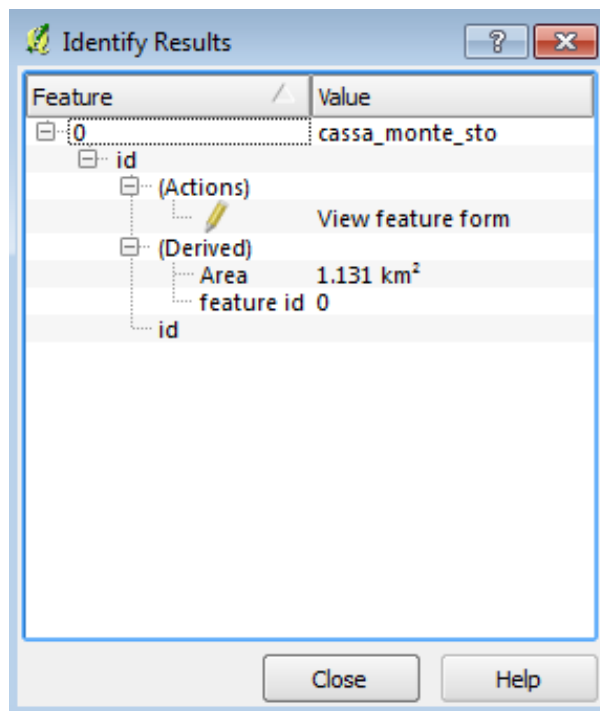 Identify Results
Feature Value
0 cassa_monte_sto
id
(Actions)
View feature form
(Derived)
Area 1.131 km²
feature id 0
id
Close Help